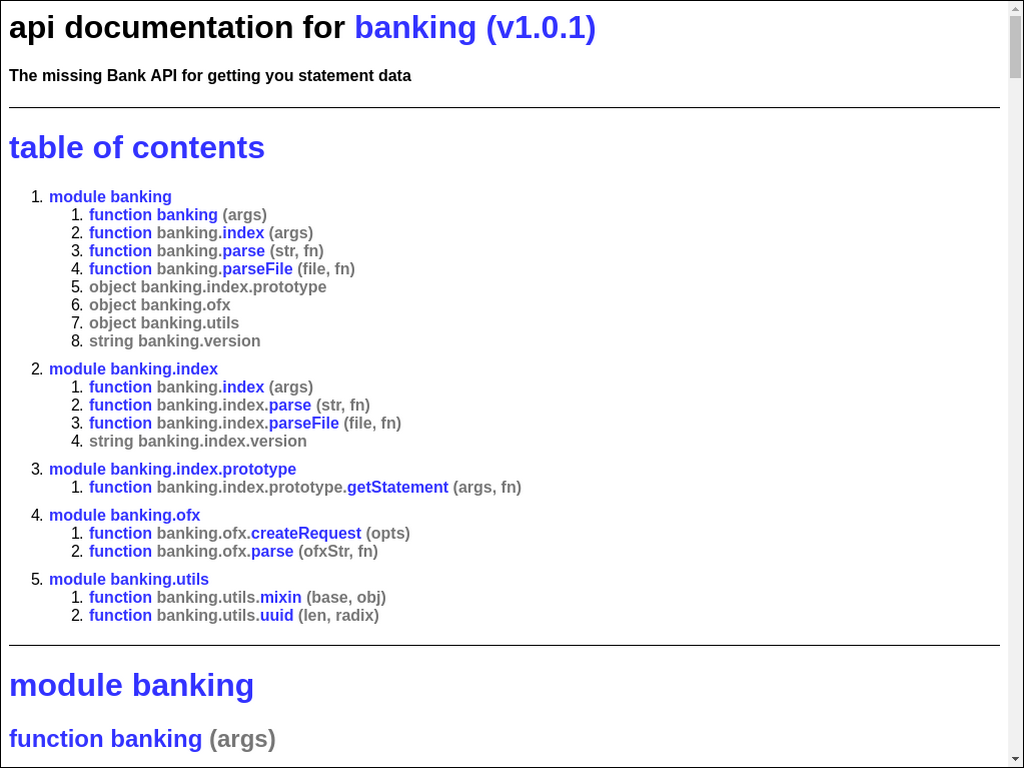 api documentation for banking (v1.0.1)
The missing Bank API for getting you statement data
table of contents
1. module banking
1. function banking (args)
2. function banking.index (args)
3. function banking.parse (str, fn)
4. function banking.parseFile (file, fn)
5. object banking.index.prototype
6. object banking.ofx
7. object banking.utils
8. string banking.version
2. module banking.index
1. function banking.index (args)
2. function banking.index.parse (str, fn)
3. function banking.index.parseFile (file, fn)
4. string banking.index.version
3. module banking.index.prototype
1. function banking.index.prototype.getStatement (args, fn)
4. module banking.ofx
1. function banking.ofx.createRequest (opts)
2. function banking.ofx.parse (ofxStr, fn)
5. module banking.utils
1. function banking.utils.mixin (base, obj)
2. function banking.utils.uuid (len, radix)
module banking
function banking (args)